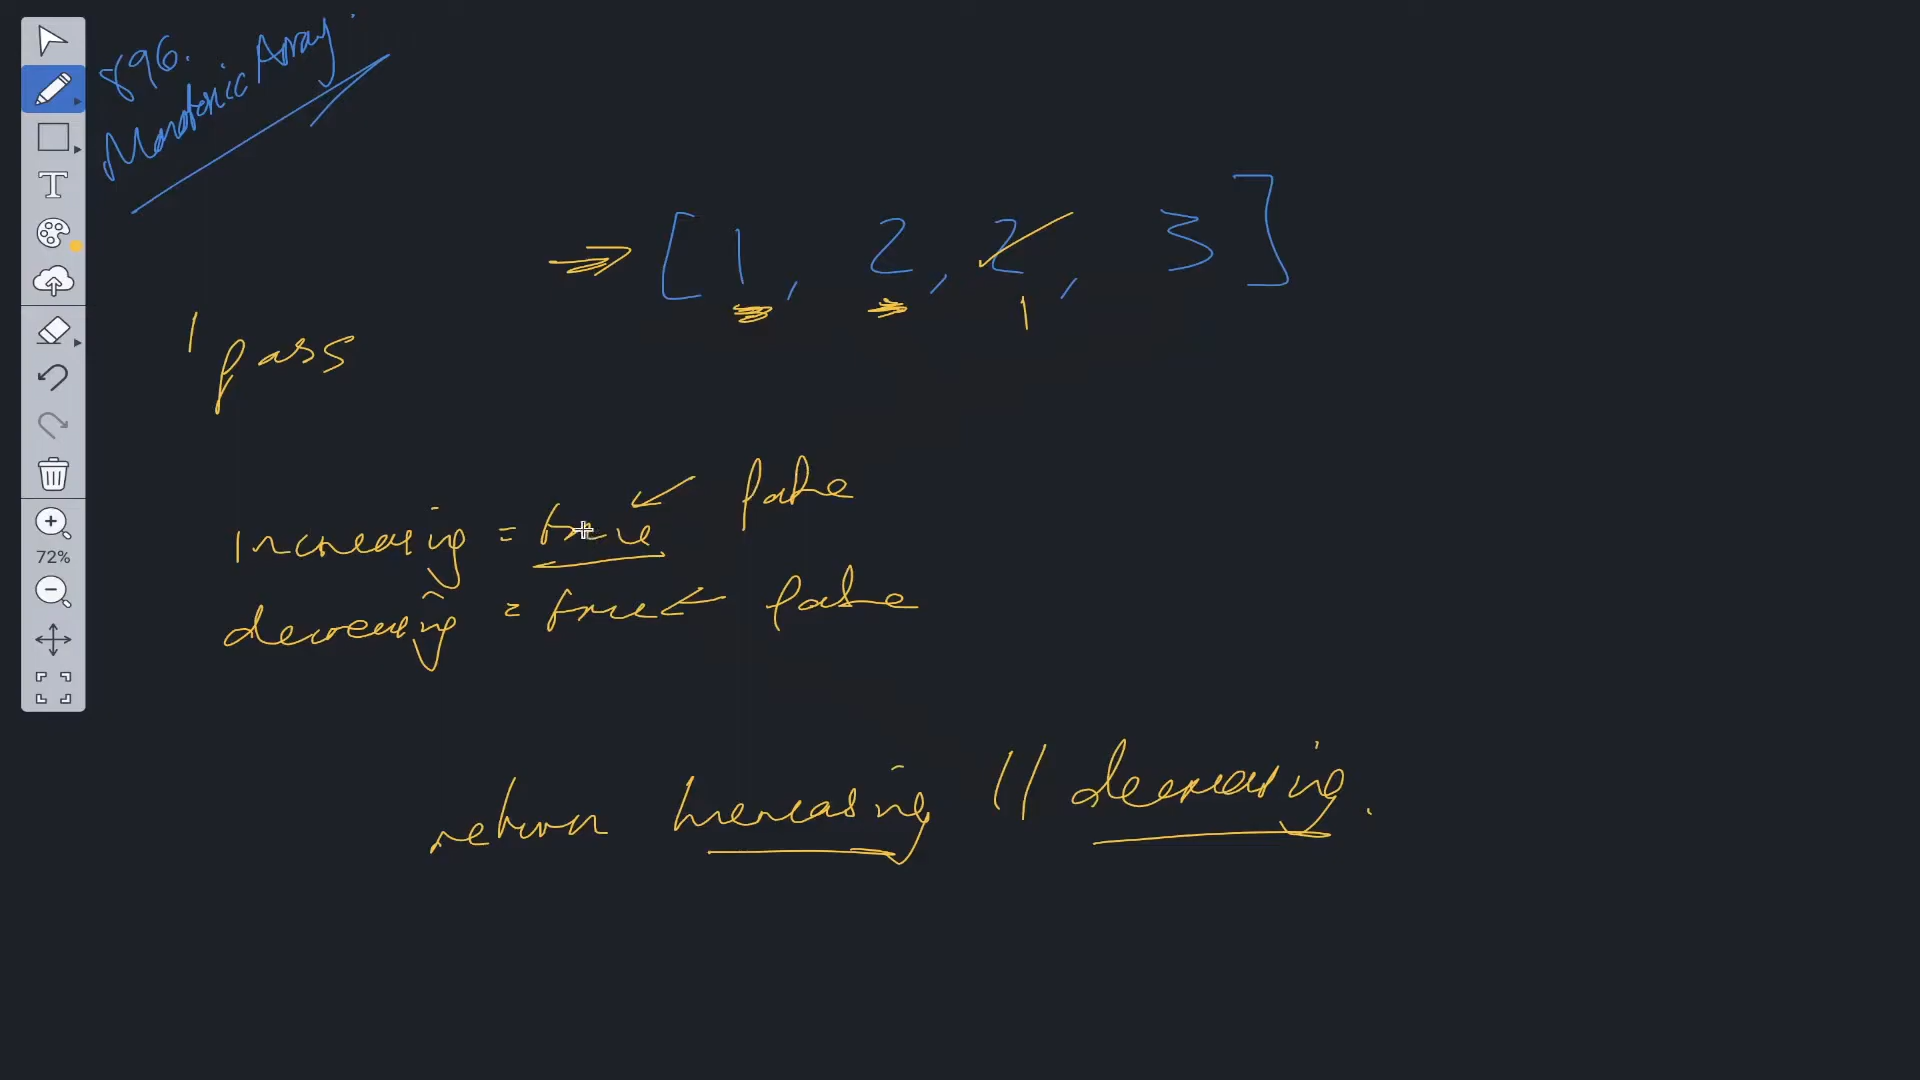 896.
Monotonic Array
[1, 2, 2, 3]
1
1 pass
increasing = true false
decreasing = true false
return increasing || decreasing.
72%
T